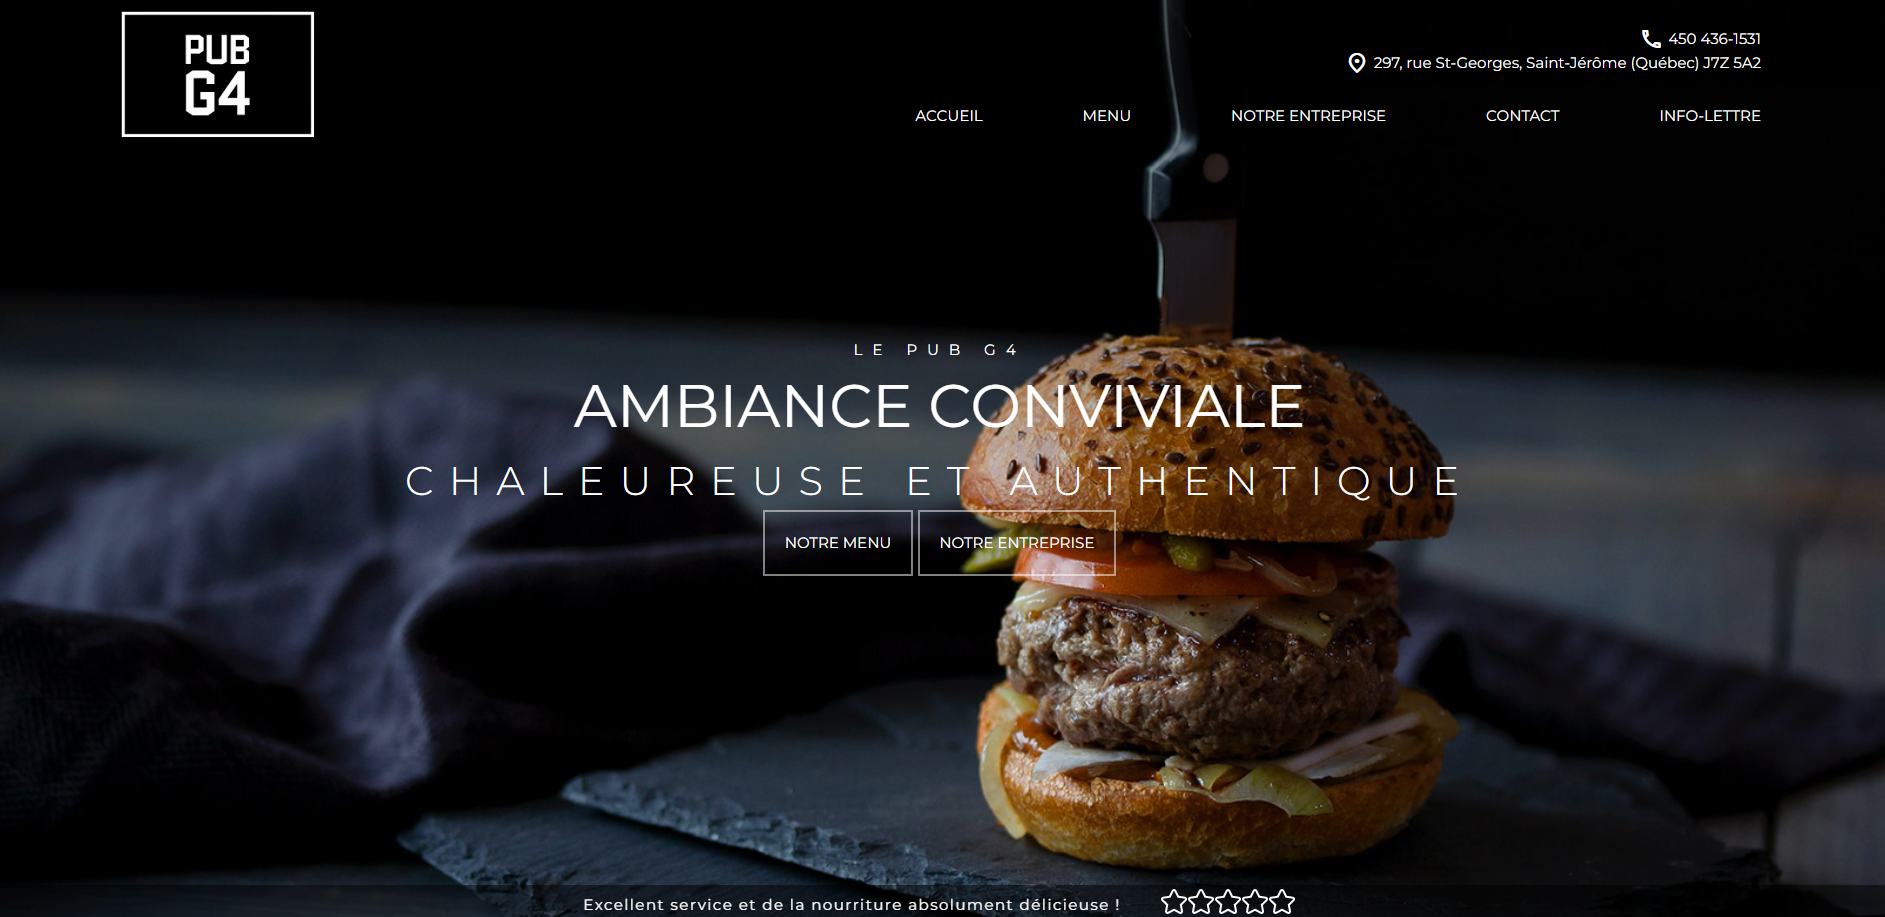 PUB
G4
450 436-1531
297, rue St-Georges, Saint-Jérôme (Québec) J7Z 5A2
ACCUEIL MENU NOTRE ENTREPRISE CONTACT INFO-LETTRE
LE PUB G4
AMBIANCE CONVIVIALE
CHALEUREUSE ET AUTHENTIQUE
NOTRE MENU NOTRE ENTREPRISE
Excellent service et de la nourriture absolument délicieuse !